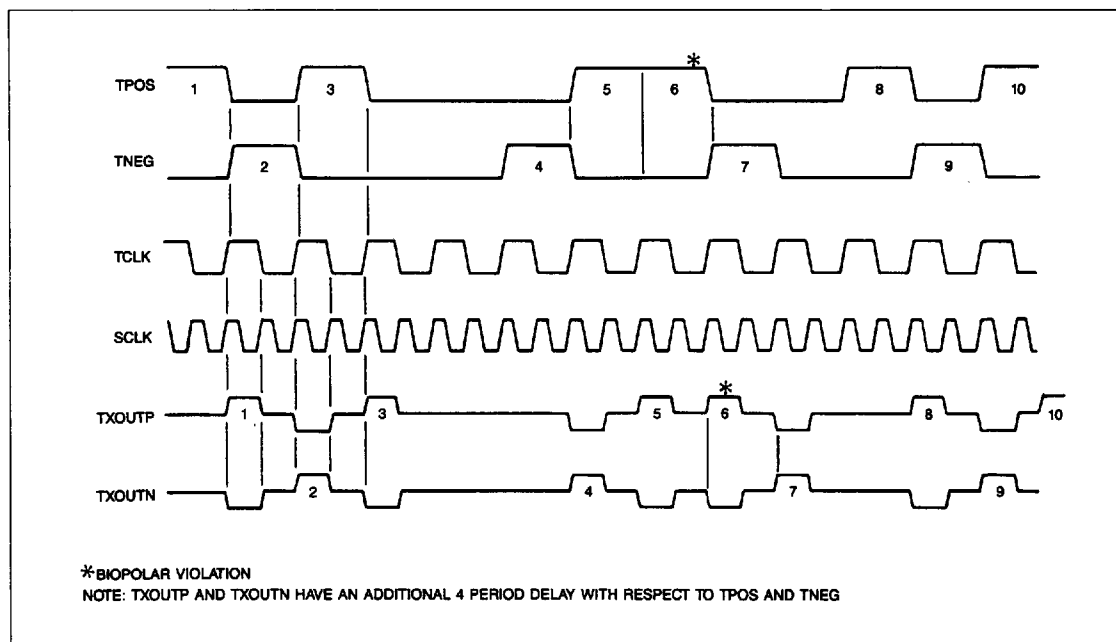 TPOS 1 3 5 6 * 8 10
TNEG 2 4 7 9
TCLK
SCLK
TXOUTP 1 3 5 6 * 8 10
TXOUTN 2 4 7 9
*BIOPOLAR VIOLATION
NOTE: TXOUTP AND TXOUTN HAVE AN ADDITIONAL 4 PERIOD DELAY WITH RESPECT TO TPOS AND TNEG